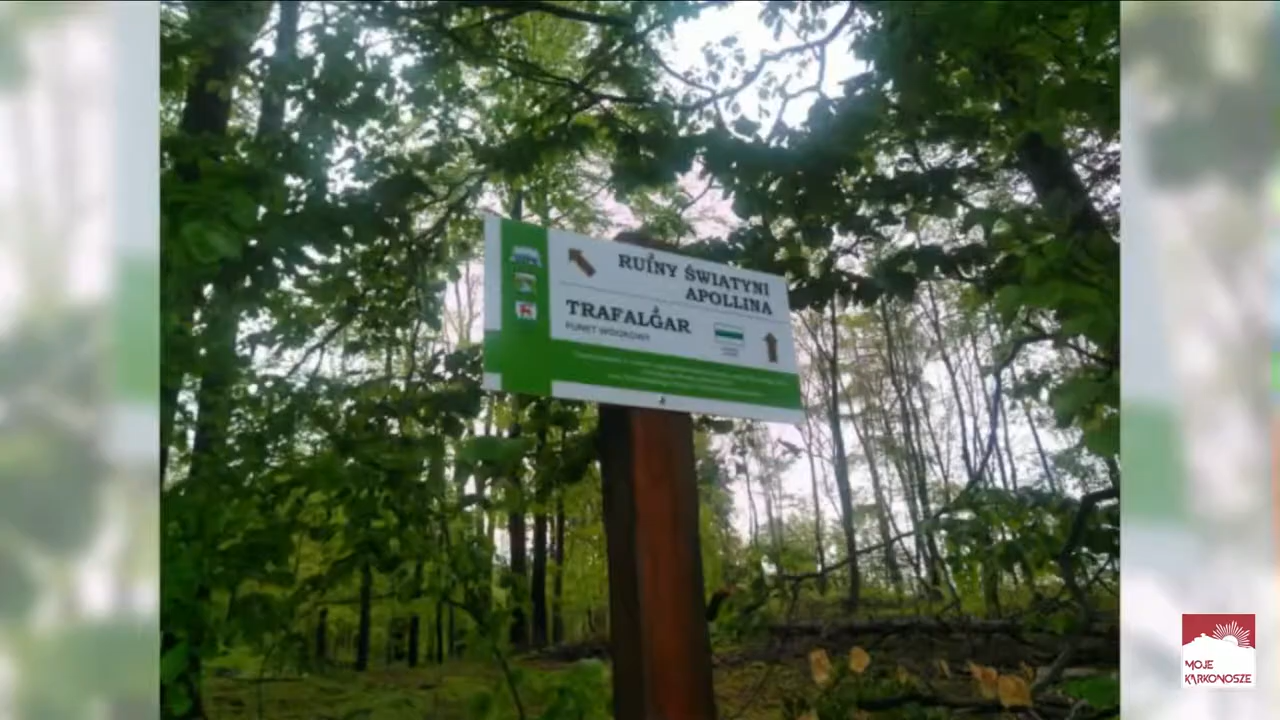 RUINY ŚWIĄTYNI
APOLLINA
TRAFALGAR
PUNKT WIDOKOWY
MOJE
KARKONOSZE